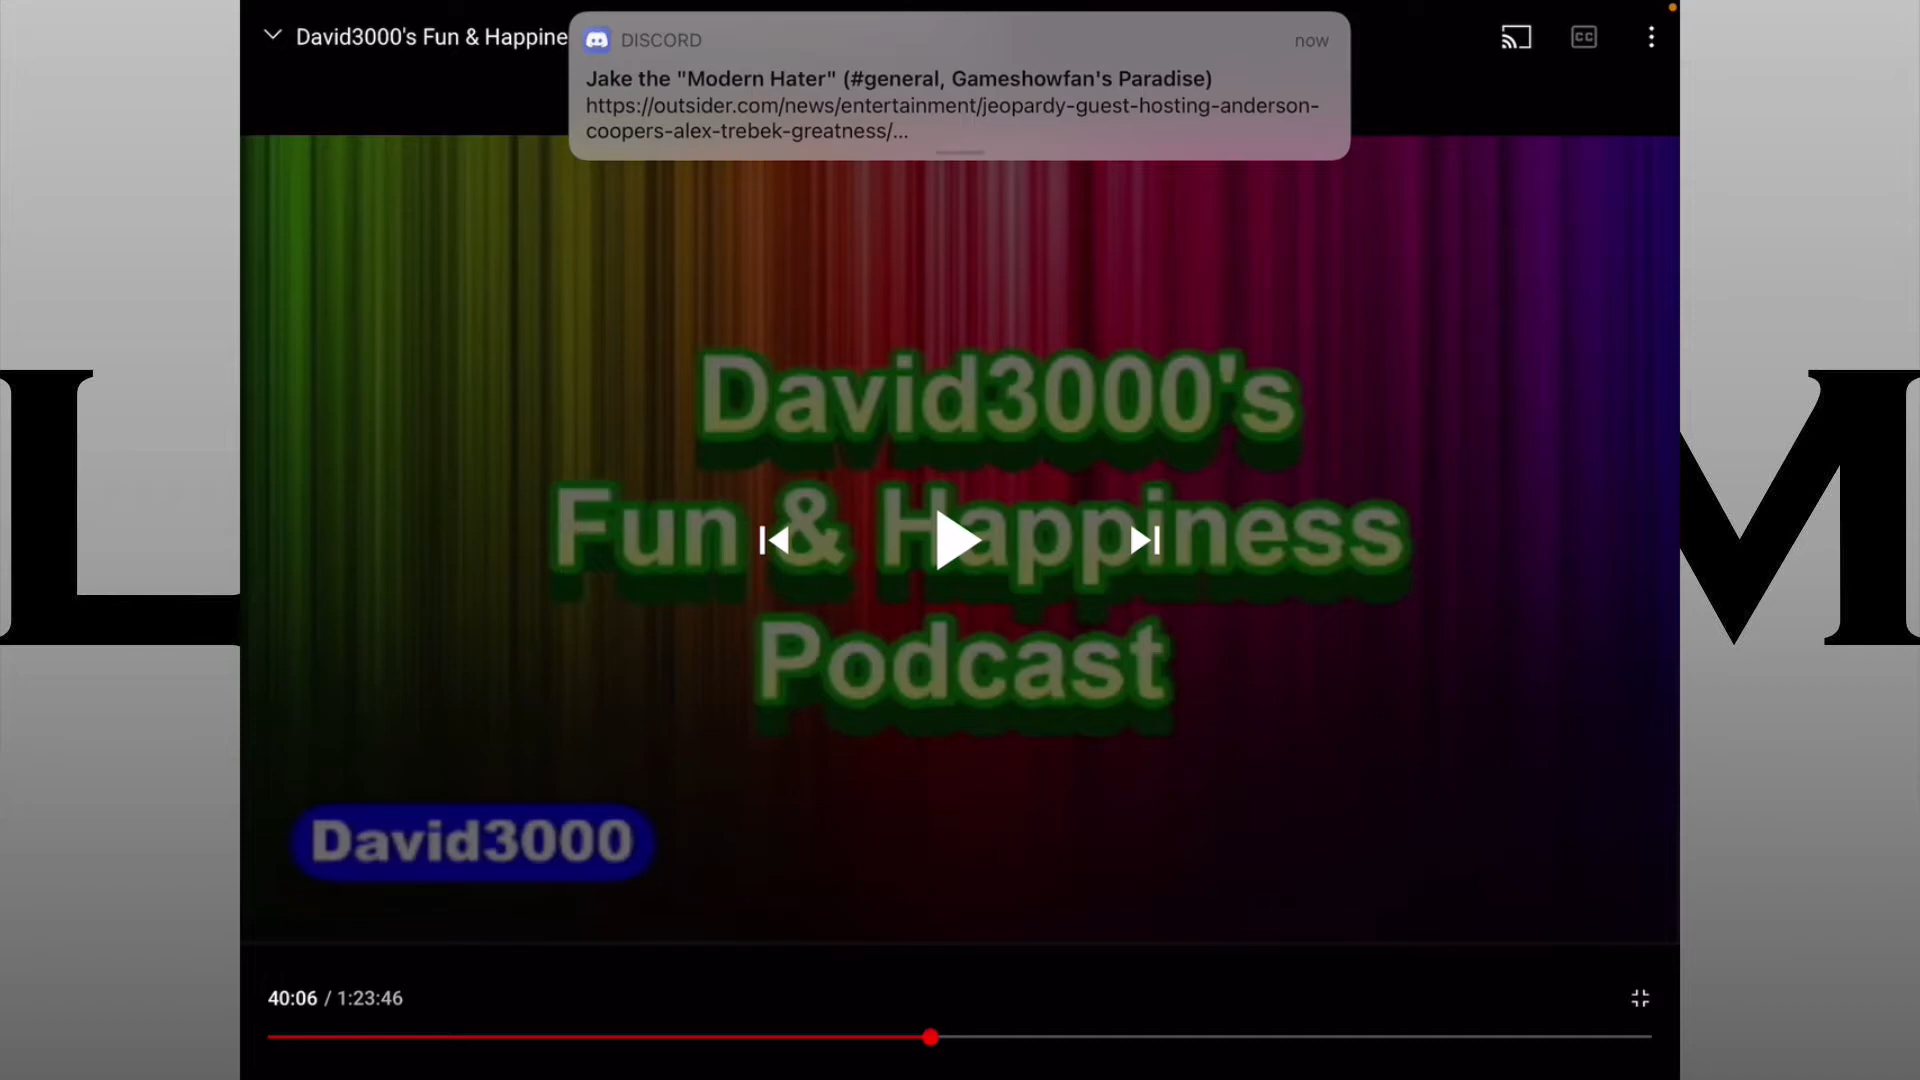 David3000's Fun & Happine
DISCORD
now
Jake the "Modern Hater" (#general, Gameshowfan's Paradise)
https://outsider.com/news/entertainment/jeopardy-guest-hosting-anderson-
coopers-alex-trebek-greatness/...
CC
L
M
David3000's
Fun & Happiness
Podcast
David3000
40:06 / 1:23:46